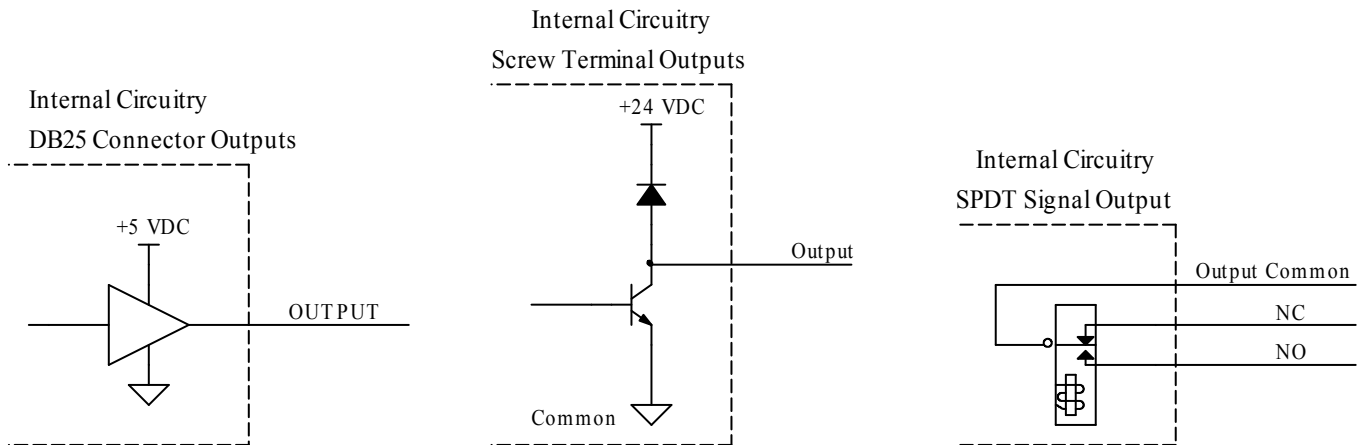 Internal Circuitry
DB25 Connector Outputs
+5 VDC
OUTPUT
Internal Circuitry
Screw Terminal Outputs
+24 VDC
Output
Common
Internal Circuitry
SPDT Signal Output
Output Common
NC
NO